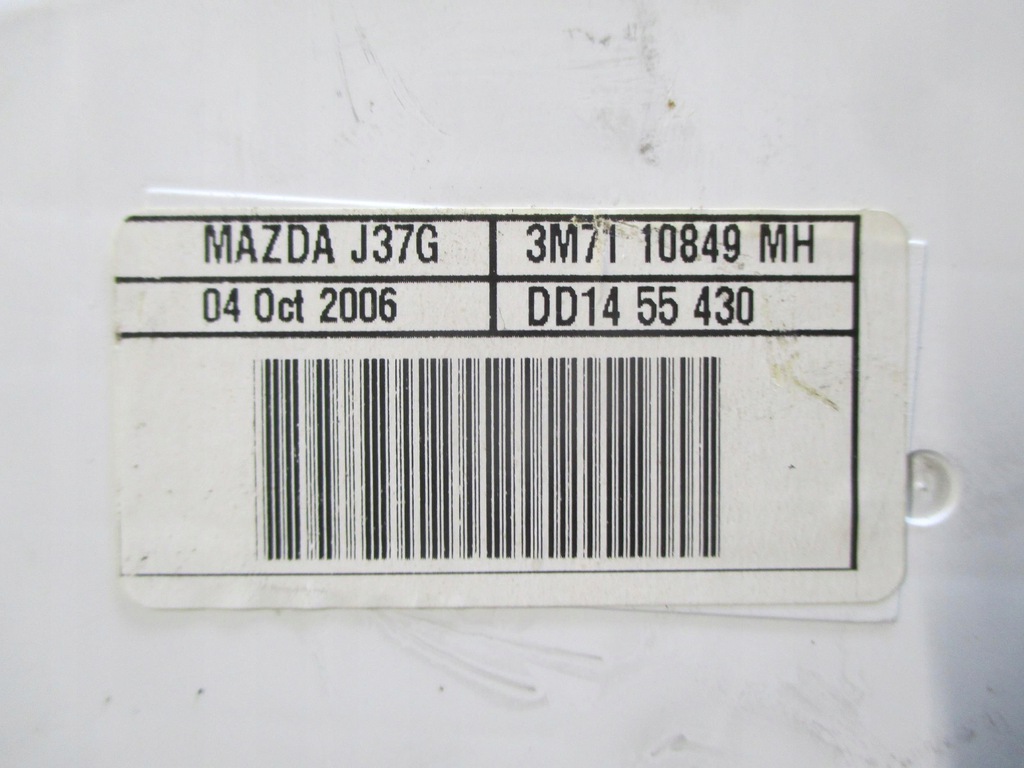 MAZDA J37G 3M71 10849 MH
04 Oct 2006 DD14 55 430